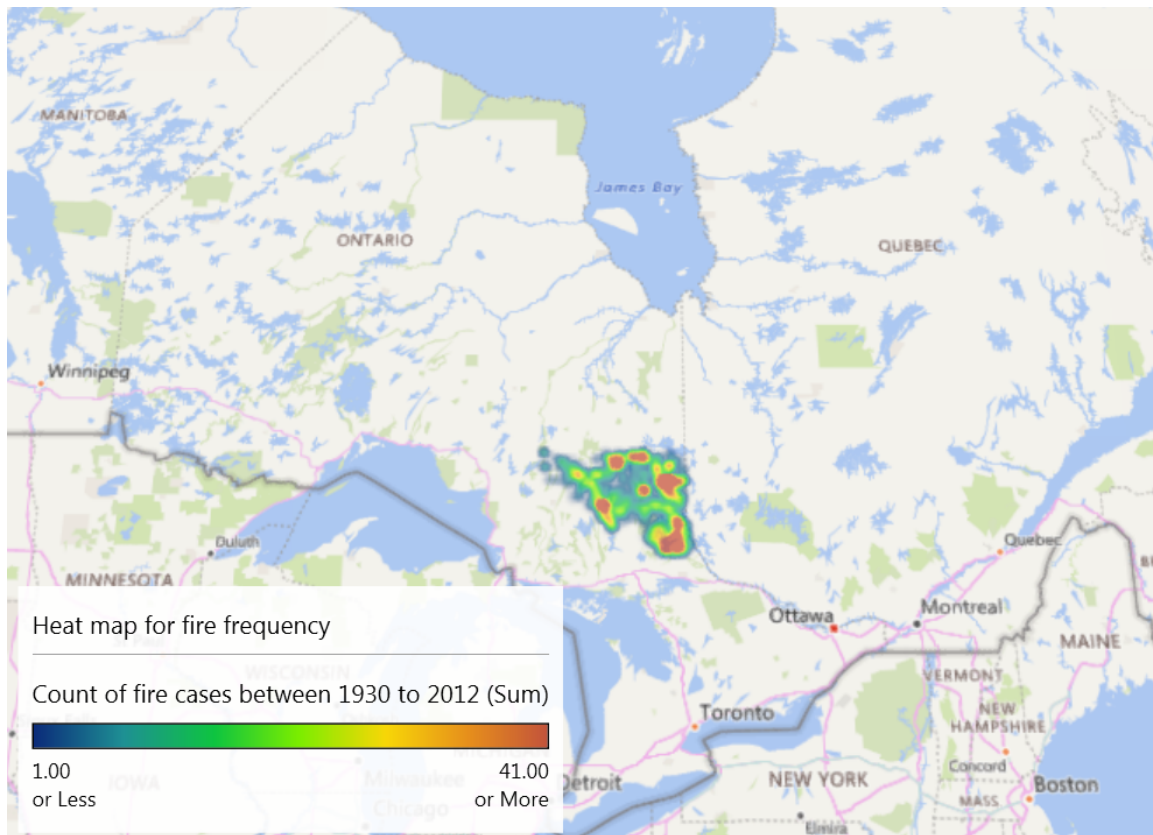 MANITOBA
James Bay
ONTARIO
QUEBEC
Winnipeg
Duluth
Quebec
MINNESOTA
Ottawa
Montreal
MAINE
WISCONSIN
VERMONT
NEW
HAMPSHIRE
Toronto
Concord
IOWA
Milwaukee
Detroit
NEW YORK
Boston
MASS
Chicago
Elmira
Heat map for fire frequency
Count of fire cases between 1930 to 2012 (Sum)
1.00
or Less
41.00
or More